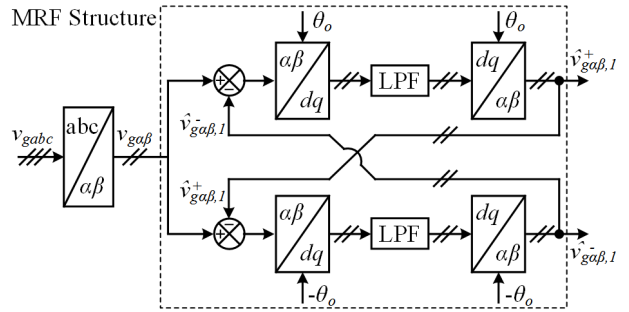 MRF Structure
θₒ
θₒ
αβ
dq
LPF
dq
αβ
v̂⁺gαβ,1
+
−
v̂⁻gαβ,1
vgabc
abc
αβ
vgαβ
v̂⁺gαβ,1
−
+
αβ
dq
LPF
dq
αβ
v̂⁻gαβ,1
-θₒ
-θₒ